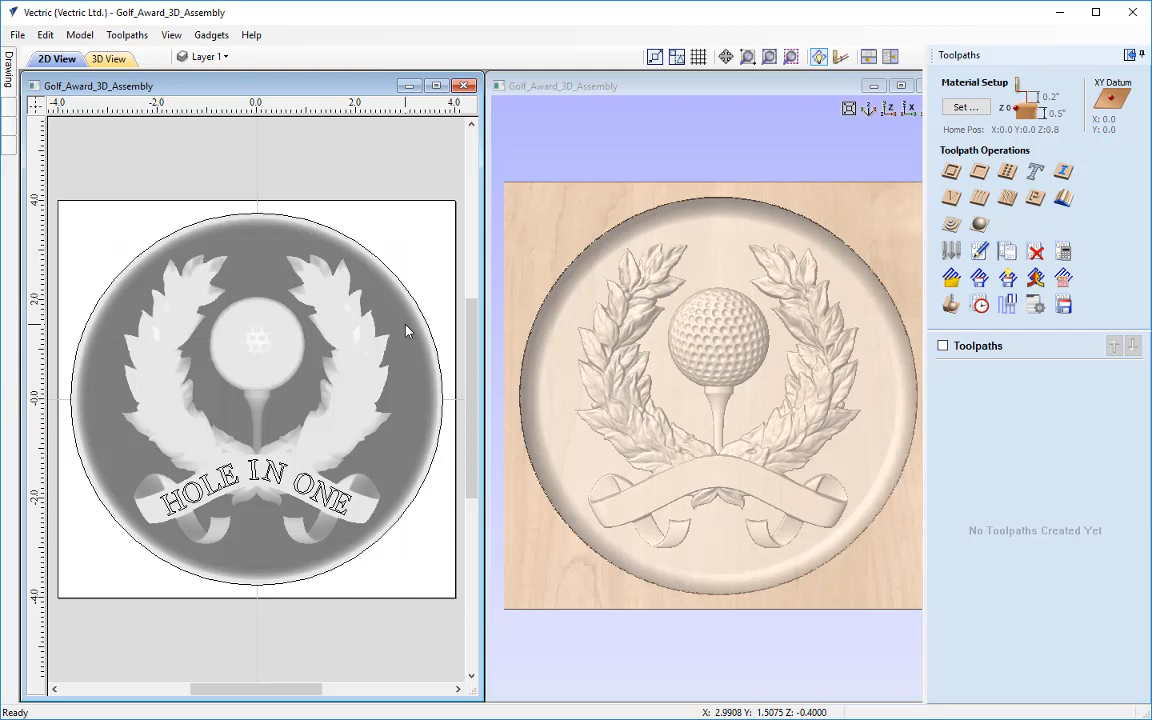 Vectric {Vectric Ltd.} - Golf_Award_3D_Assembly
File Edit Model Toolpaths View Gadgets Help
Drawing
2D View 3D View Layer 1
Golf_Award_3D_Assembly
-4.0 -2.0 0.0 2.0 4.0
4.0
2.0
-0.0
-2.0
-4.0
HOLE IN ONE
Golf_Award_3D_Assembly
Toolpaths
Material Setup
Set ...
Z 0
0.2"
0.5"
Home Pos: X:0.0 Y:0.0 Z:0.8
XY Datum
X: 0.0
Y: 0.0
Toolpath Operations
Toolpaths
No Toolpaths Created Yet
Ready
X: 2.9908 Y: 1.5075 Z: -0.4000